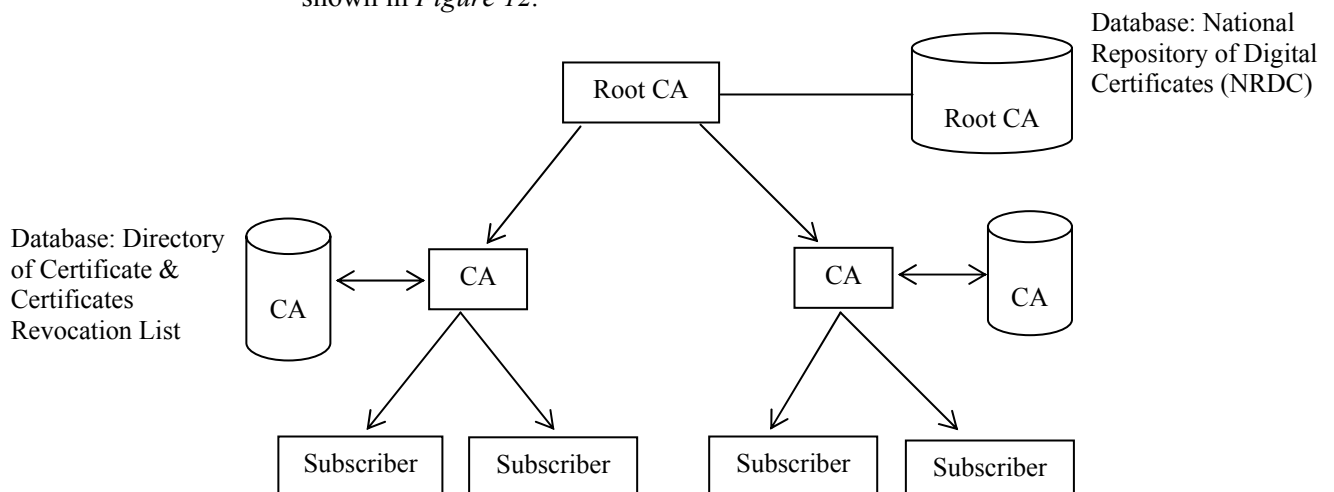 shown in Figure 12.
Database: National
Repository of Digital
Certificates (NRDC)
Root CA
Root CA
Database: Directory
of Certificate &
Certificates
Revocation List
CA
CA
CA
CA
Subscriber
Subscriber
Subscriber
Subscriber